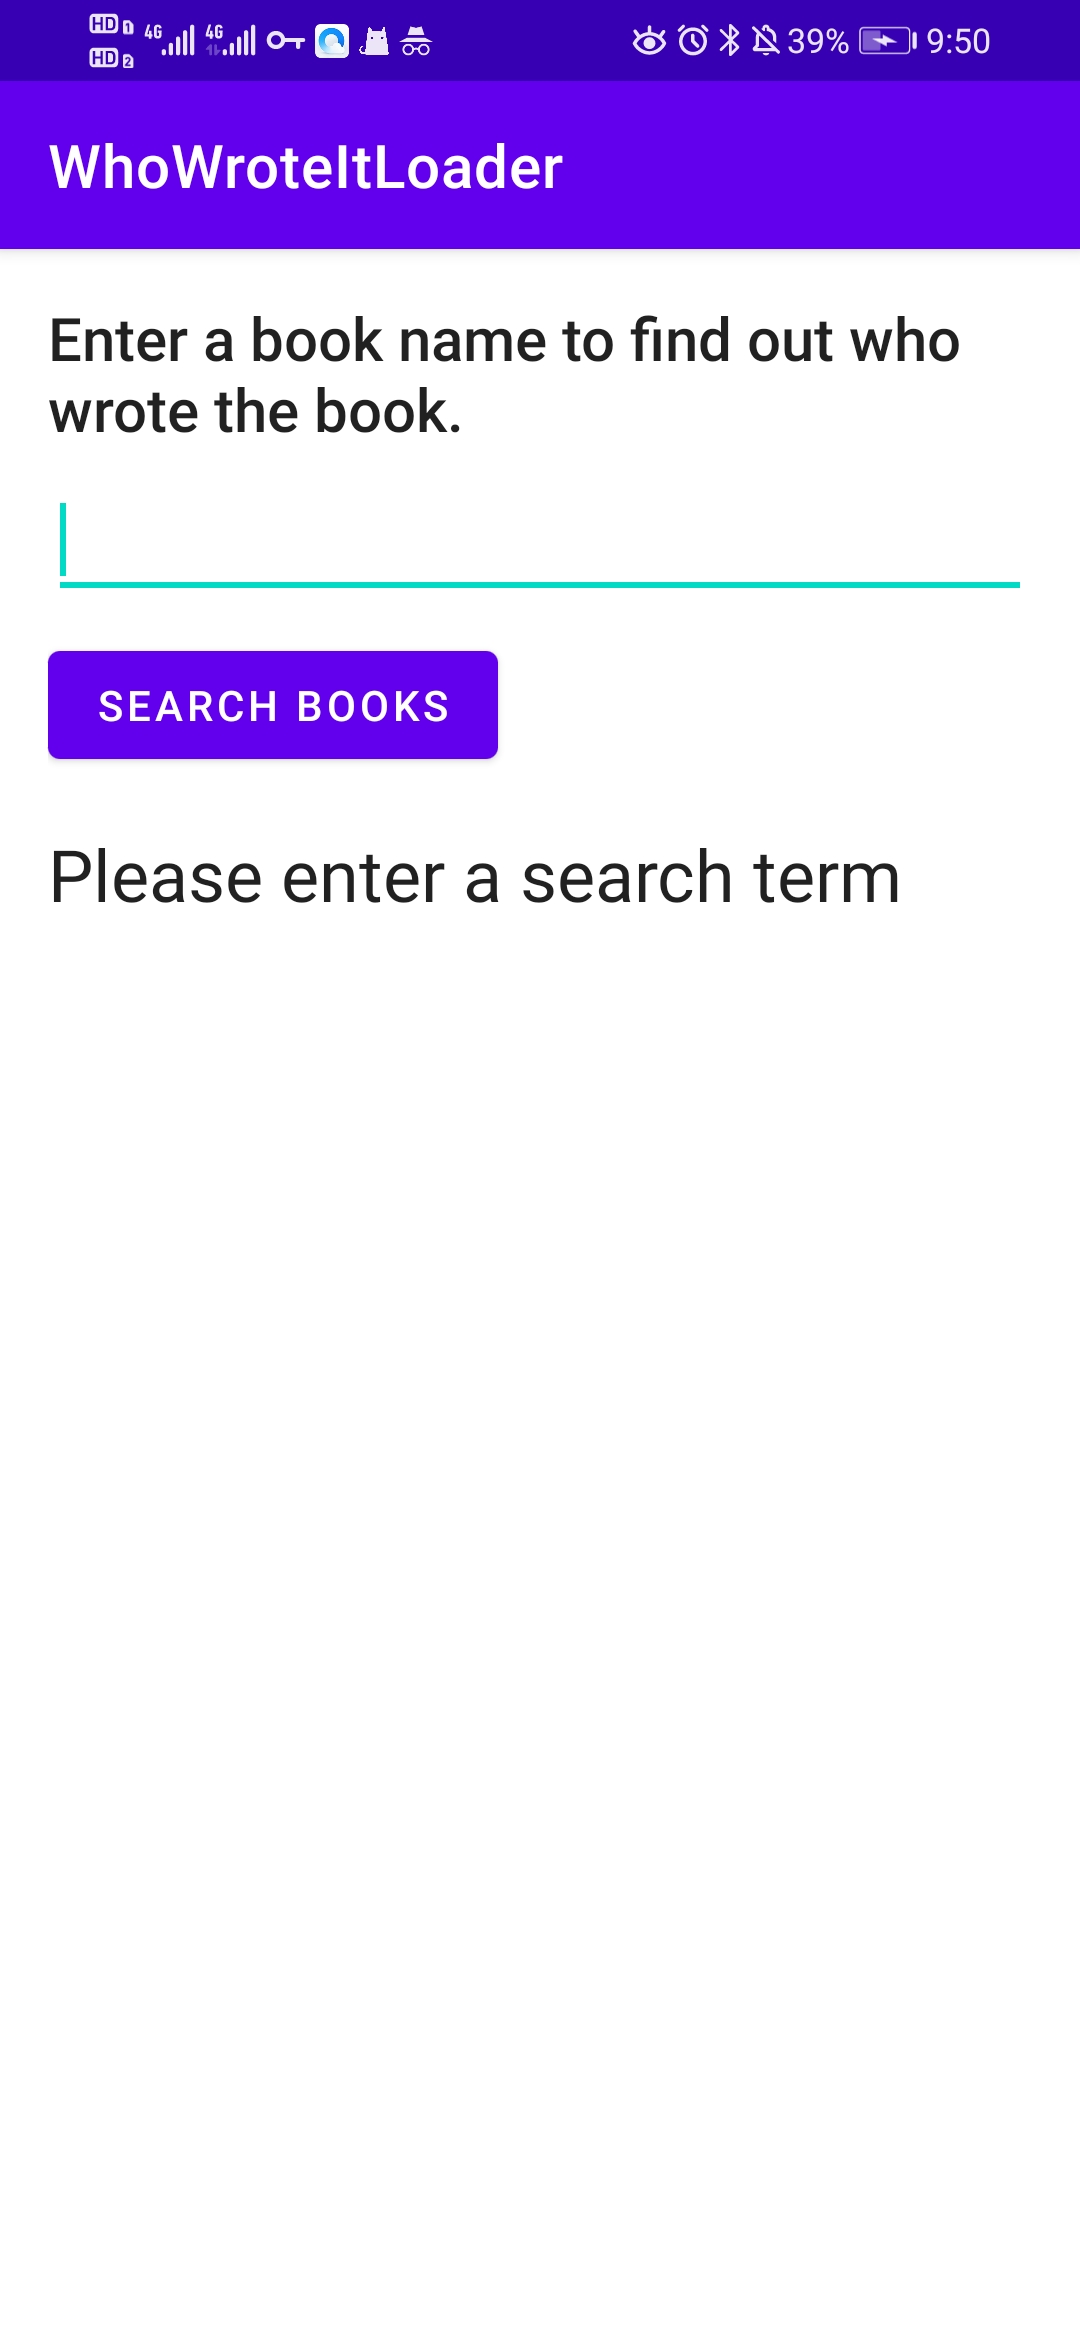 HD 1 4G 4G 39% 9:50
HD 2
WhoWroteItLoader
Enter a book name to find out who
wrote the book.
SEARCH BOOKS
Please enter a search term